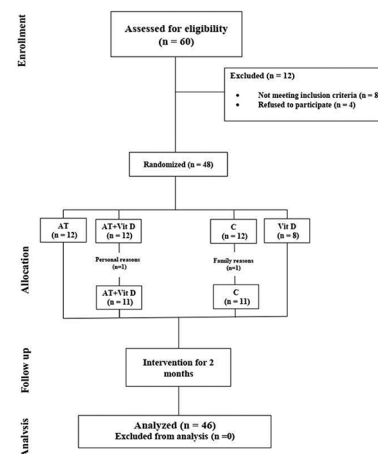 Enrollment
Assessed for eligibility
(n = 60)
Excluded (n = 12)
• Not meeting inclusion criteria (n = 8
• Refused to participate (n = 4)
Randomized (n = 48)
Allocation
AT
(n = 12)
AT+Vit D
(n = 12)
C
(n = 12)
Vit D
(n = 8)
Personal reasons
(n=1)
Family reasons
(n=1)
AT+Vit D
(n = 11)
C
(n = 11)
Follow up
Intervention for 2
months
Analysis
Analyzed (n = 46)
Excluded from analysis (n =0)